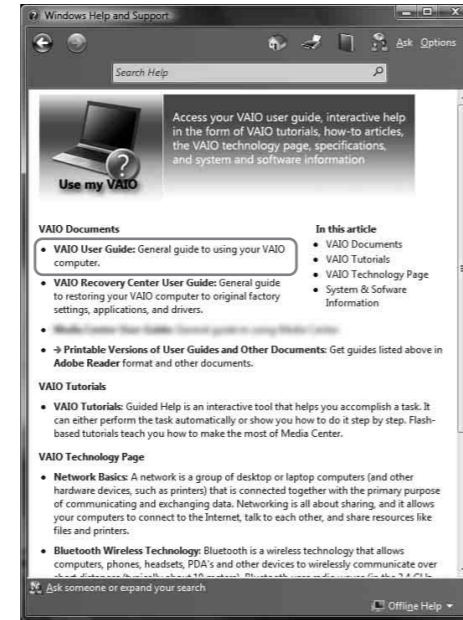 Windows Help and Support
Ask Options
Search Help
Access your VAIO user guide, interactive help
in the form of VAIO tutorials, how-to articles,
the VAIO technology page, specifications,
and system and software information
Use my VAIO
VAIO Documents
• VAIO User Guide: General guide to using your VAIO
computer.
• VAIO Recovery Center User Guide: General guide
to restoring your VAIO computer to original factory
settings, applications, and drivers.
• → Printable Versions of User Guides and Other Documents: Get guides listed above in
Adobe Reader format and other documents.
In this article
• VAIO Documents
• VAIO Tutorials
• VAIO Technology Page
• System & Sofware
Information
VAIO Tutorials
• VAIO Tutorials: Guided Help is an interactive tool that helps you accomplish a task. It
can either perform the task automatically or show you how to do it step by step. Flash-
based tutorials teach you how to make the most of Media Center.
VAIO Technology Page
• Network Basics: A network is a group of desktop or laptop computers (and other
hardware devices, such as printers) that is connected together with the primary purpose
of communicating and exchanging data. Networking is all about sharing, and it allows
your computers to connect to the Internet, talk to each other, and share resources like
files and printers.
• Bluetooth Wireless Technology: Bluetooth is a wireless technology that allows
computers, phones, headsets, PDA's and other devices to wirelessly communicate over
Ask someone or expand your search
Offline Help